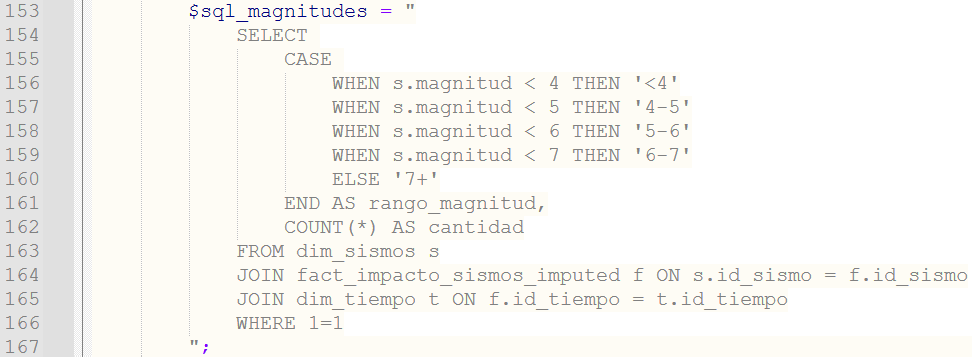 153 $sql_magnitudes = "
154 SELECT
155 CASE
156 WHEN s.magnitud < 4 THEN '<4'
157 WHEN s.magnitud < 5 THEN '4-5'
158 WHEN s.magnitud < 6 THEN '5-6'
159 WHEN s.magnitud < 7 THEN '6-7'
160 ELSE '7+'
161 END AS rango_magnitud,
162 COUNT(*) AS cantidad
163 FROM dim_sismos s
164 JOIN fact_impacto_sismos_imputed f ON s.id_sismo = f.id_sismo
165 JOIN dim_tiempo t ON f.id_tiempo = t.id_tiempo
166 WHERE 1=1
167 ";